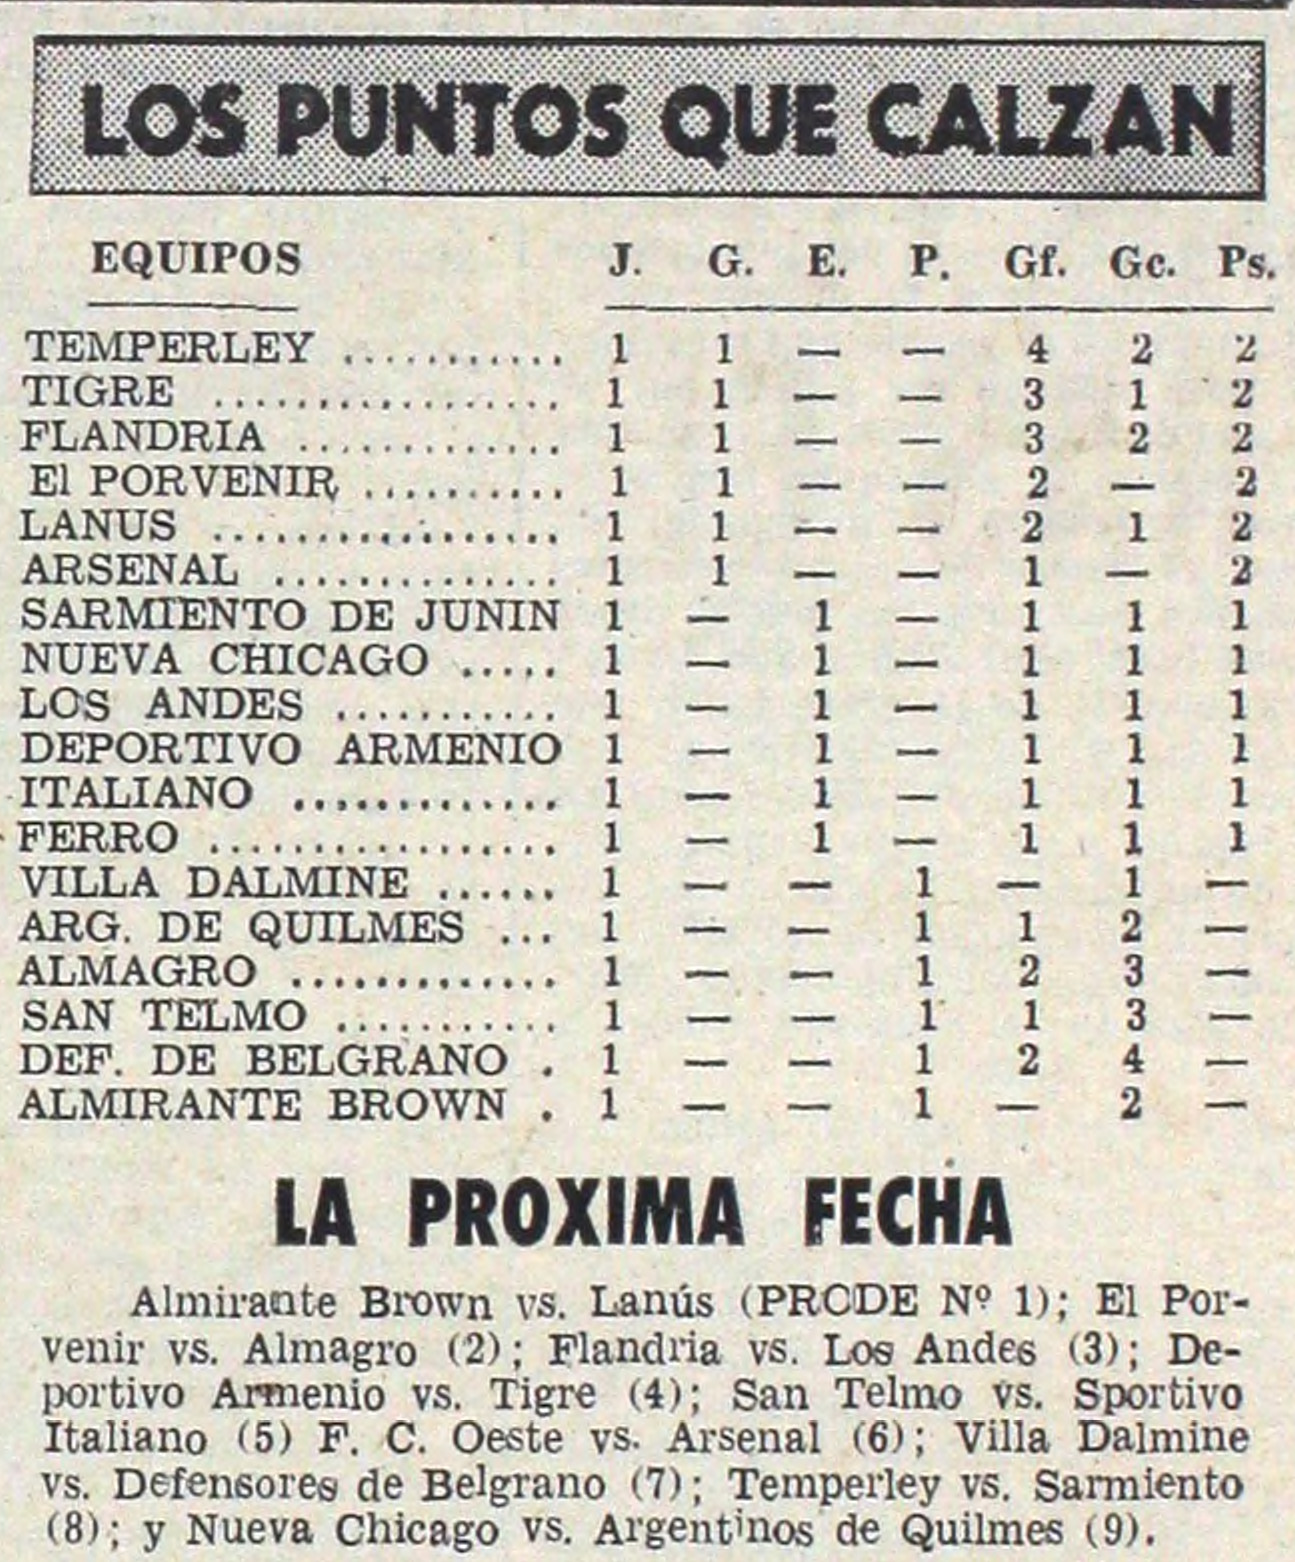 LOS PUNTOS QUE CALZAN
EQUIPOS J. G. E. P. Gf. Gc. Ps.
TEMPERLEY ........... 1 1 — — 4 2 2
TIGRE ................. 1 1 — — 3 1 2
FLANDRIA ............. 1 1 — — 3 2 2
El PORVENIR .......... 1 1 — — 2 — 2
LANUS ................. 1 1 — — 2 1 2
ARSENAL .............. 1 1 — — 1 — 2
SARMIENTO DE JUNIN 1 — 1 — 1 1 1
NUEVA CHICAGO ..... 1 — 1 — 1 1 1
LOS ANDES ........... 1 — 1 — 1 1 1
DEPORTIVO ARMENIO 1 — 1 — 1 1 1
ITALIANO ............. 1 — 1 — 1 1 1
FERRO ................. 1 — 1 — 1 1 1
VILLA DALMINE ...... 1 — — 1 — 1 —
ARG. DE QUILMES ... 1 — — 1 1 2 —
ALMAGRO ............. 1 — — 1 2 3 —
SAN TELMO ........... 1 — — 1 1 3 —
DEF. DE BELGRANO . 1 — — 1 2 4 —
ALMIRANTE BROWN . 1 — — 1 — 2 —
LA PROXIMA FECHA
Almirante Brown vs. Lanús (PRODE Nº 1); El Por-
venir vs. Almagro (2); Flandria vs. Los Andes (3); De-
portivo Armenio vs. Tigre (4); San Telmo vs. Sportivo
Italiano (5) F. C. Oeste vs. Arsenal (6); Villa Dalmine
vs. Defensores de Belgrano (7); Temperley vs. Sarmiento
(8); y Nueva Chicago vs. Argentinos de Quilmes (9).